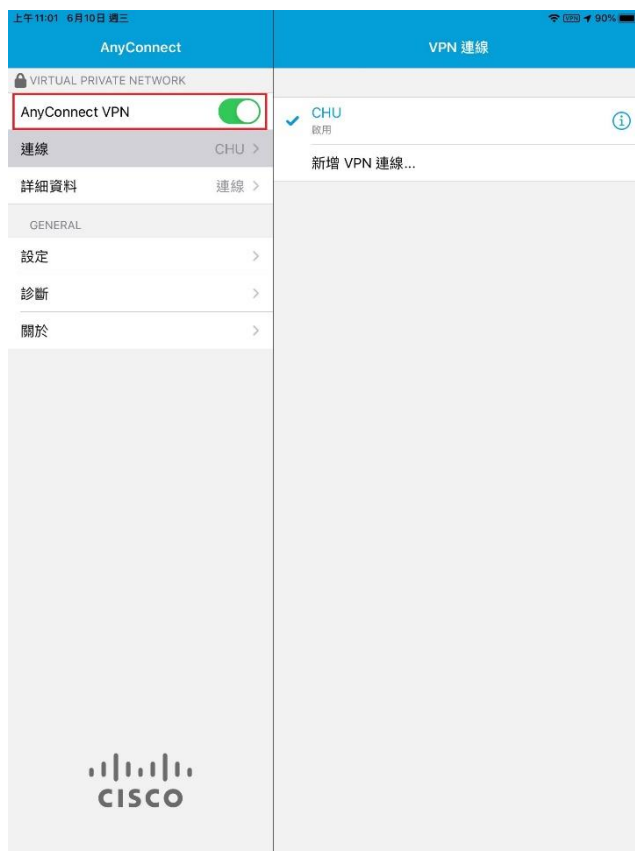 上午11:01 6月10日 週三
VPN 90%
AnyConnect
VPN 連線
VIRTUAL PRIVATE NETWORK
AnyConnect VPN
連線 CHU
詳細資料 連線
GENERAL
設定
診斷
關於
CISCO
CHU
啟用
新增 VPN 連線...